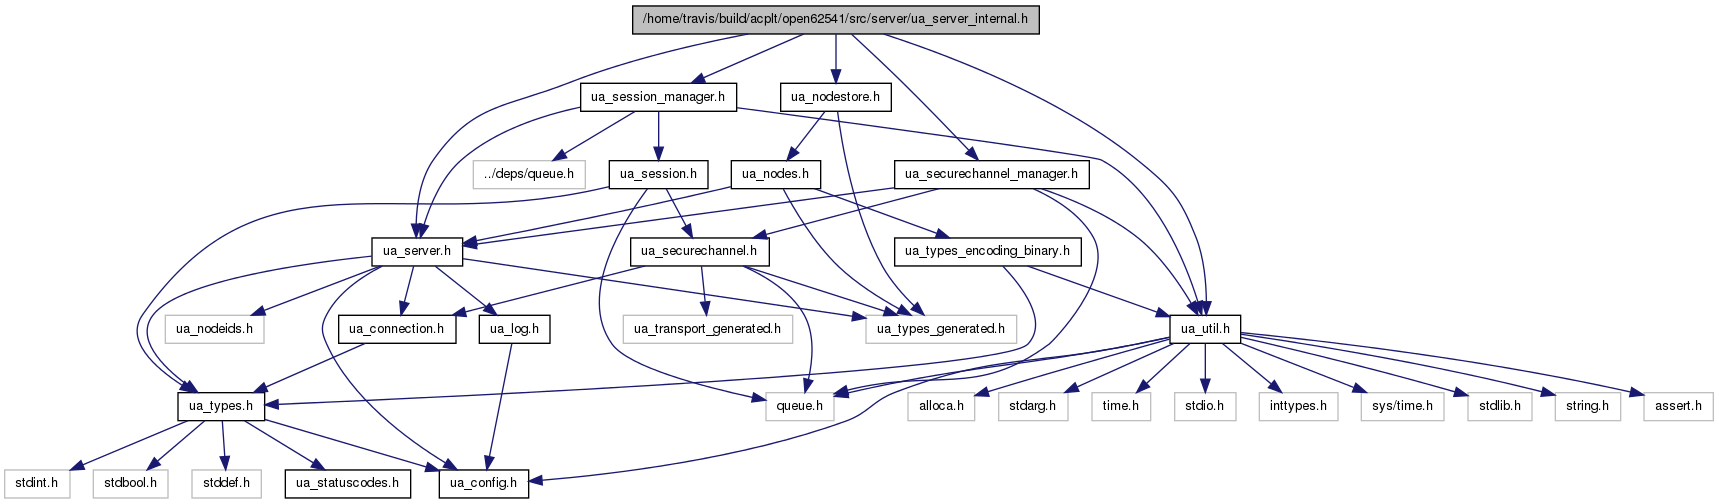 /home/travis/build/acplt/open62541/src/server/ua_server_internal.h
ua_session_manager.h
ua_nodestore.h
../deps/queue.h
ua_session.h
ua_nodes.h
ua_securechannel_manager.h
ua_server.h
ua_securechannel.h
ua_types_encoding_binary.h
ua_nodeids.h
ua_connection.h
ua_log.h
ua_transport_generated.h
ua_types_generated.h
ua_util.h
ua_types.h
queue.h
alloca.h
stdarg.h
time.h
stdio.h
inttypes.h
sys/time.h
stdlib.h
string.h
assert.h
stdint.h
stdbool.h
stddef.h
ua_statuscodes.h
ua_config.h